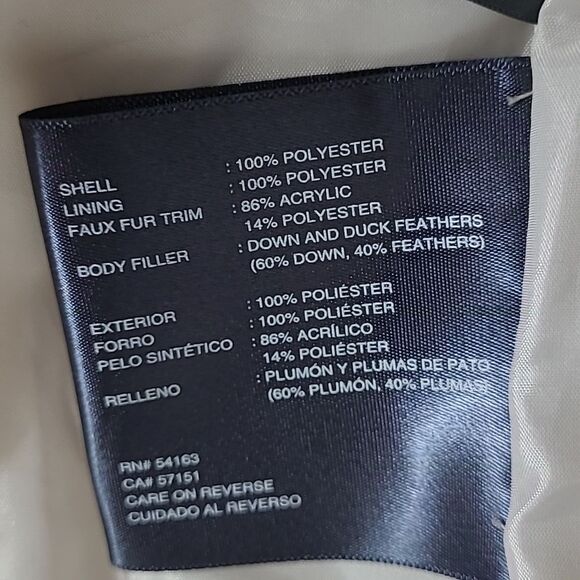 SHELL : 100% POLYESTER
LINING : 100% POLYESTER
FAUX FUR TRIM : 86% ACRYLIC
14% POLYESTER
BODY FILLER : DOWN AND DUCK FEATHERS
(60% DOWN, 40% FEATHERS)
EXTERIOR : 100% POLIÉSTER
FORRO : 100% POLIÉSTER
PELO SINTÉTICO : 86% ACRÍLICO
14% POLIÉSTER
RELLENO : PLUMÓN Y PLUMAS DE PATO
(60% PLUMÓN, 40% PLUMAS)
RN# 54163
CA# 57151
CARE ON REVERSE
CUIDADO AL REVERSO